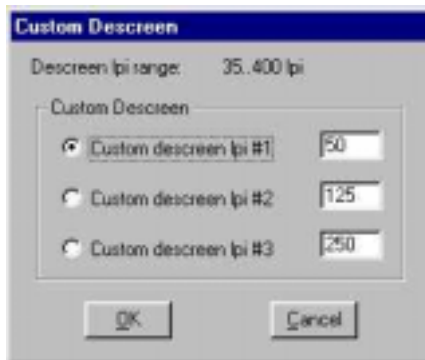 Custom Descreen
Descreen lpi range: 35..400 lpi
Custom Descreen
Custom descreen lpi #1 50
Custom descreen lpi #2 125
Custom descreen lpi #3 250
OK Cancel